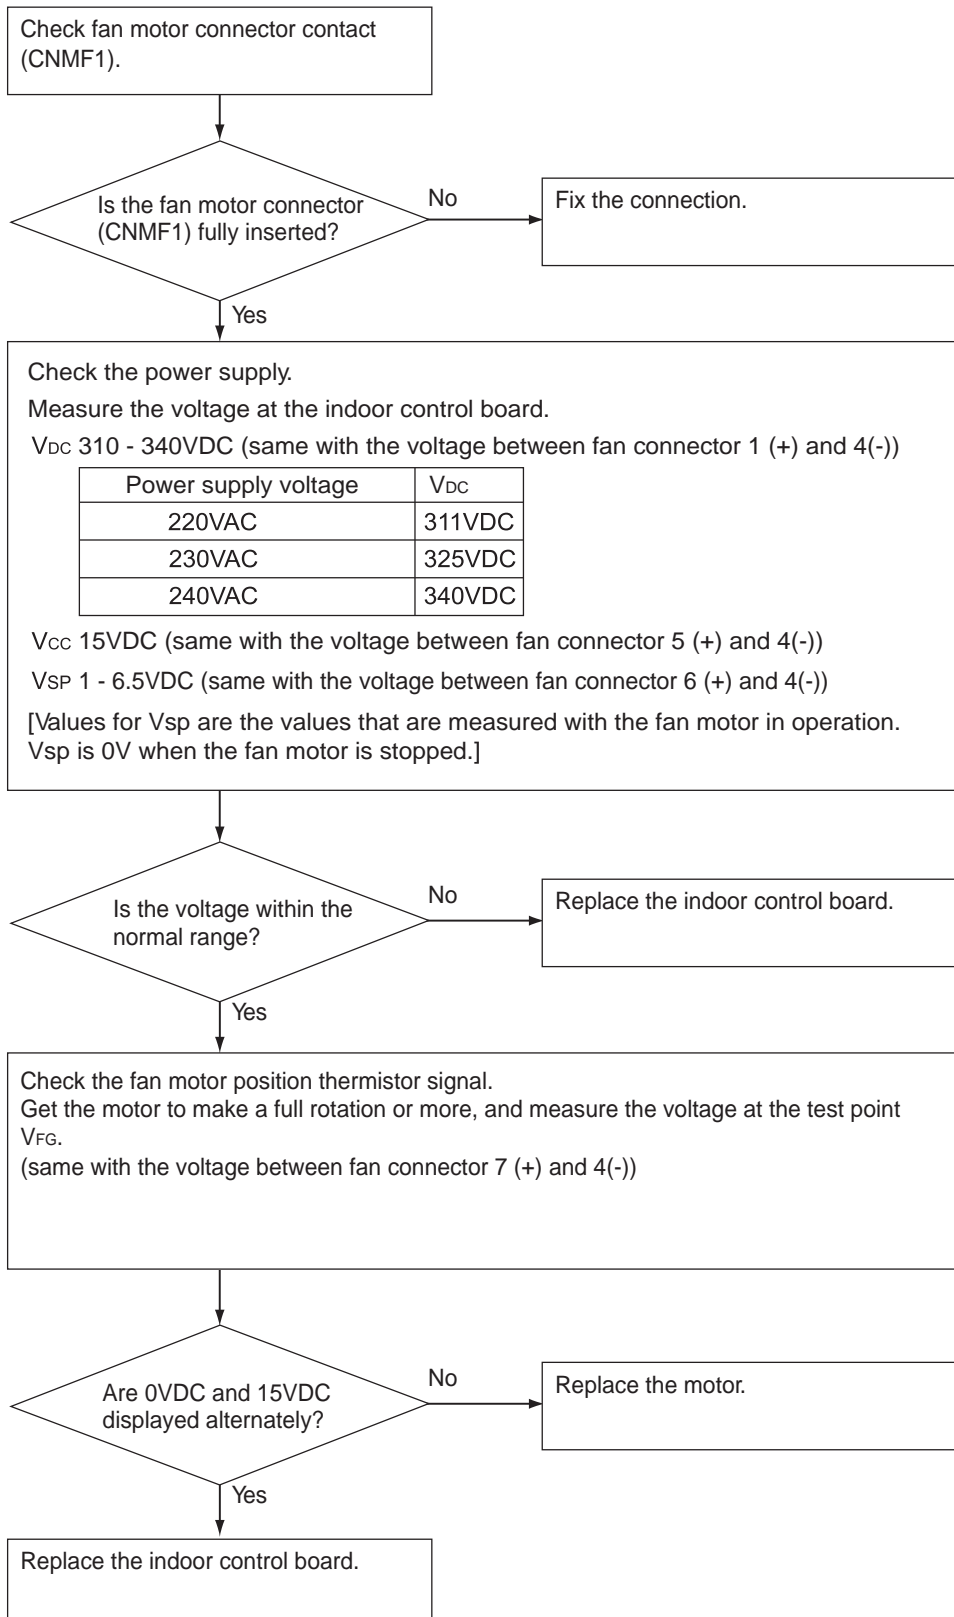 Check fan motor connector contact
(CNMF1).
Is the fan motor connector
(CNMF1) fully inserted?
No
Fix the connection.
Yes
Check the power supply.
Measure the voltage at the indoor control board.
VDC 310 - 340VDC (same with the voltage between fan connector 1 (+) and 4(-))
Power supply voltage VDC
220VAC 311VDC
230VAC 325VDC
240VAC 340VDC
VCC 15VDC (same with the voltage between fan connector 5 (+) and 4(-))
VSP 1 - 6.5VDC (same with the voltage between fan connector 6 (+) and 4(-))
[Values for Vsp are the values that are measured with the fan motor in operation.
Vsp is 0V when the fan motor is stopped.]
Is the voltage within the
normal range?
No
Replace the indoor control board.
Yes
Check the fan motor position thermistor signal.
Get the motor to make a full rotation or more, and measure the voltage at the test point
VFG.
(same with the voltage between fan connector 7 (+) and 4(-))
Are 0VDC and 15VDC
displayed alternately?
No
Replace the motor.
Yes
Replace the indoor control board.